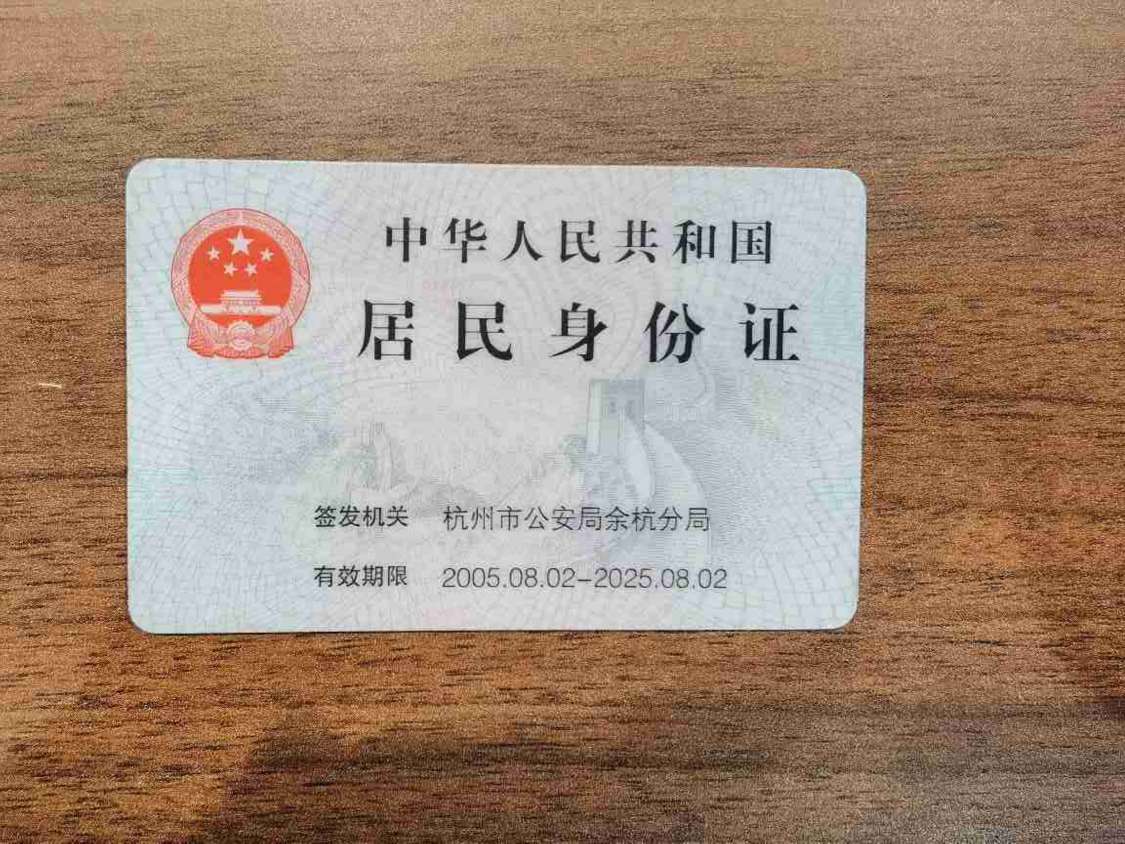 中华人民共和国
居民身份证
签发机关 杭州市公安局余杭分局
有效期限 2005.08.02-2025.08.02